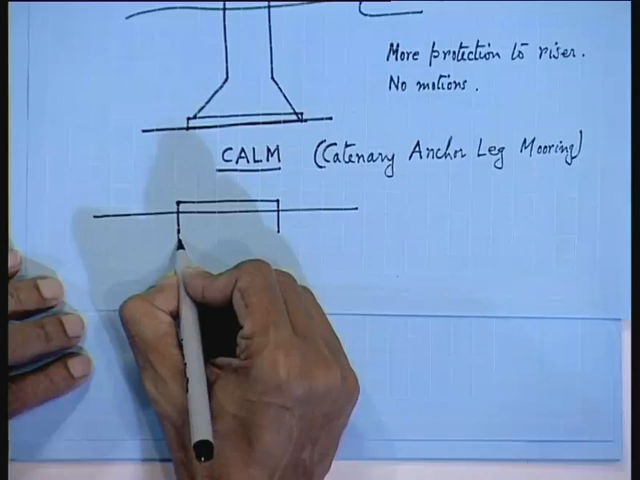 More protection to riser.
No motions.
CALM (Catenary Anchor Leg Mooring)